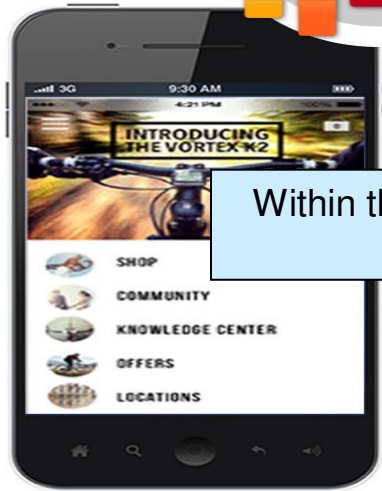 3G 9:30 AM
4:21 PM 100%
INTRODUCING
THE VORTEX K2
Within th
SHOP
COMMUNITY
KNOWLEDGE CENTER
OFFERS
LOCATIONS